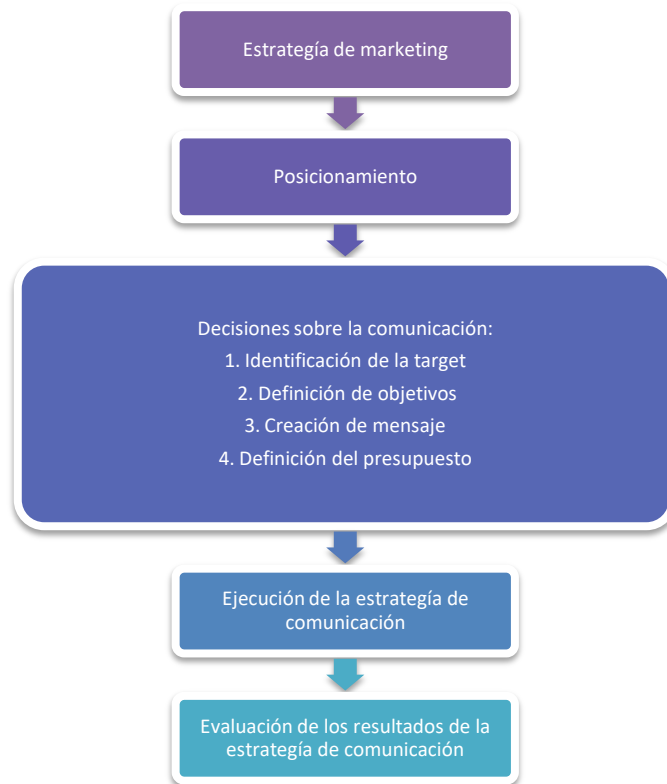 Estrategía de marketing
Posicionamiento
Decisiones sobre la comunicación:
1. Identificación de la target
2. Definición de objetivos
3. Creación de mensaje
4. Definición del presupuesto
Ejecución de la estrategía de
comunicación
Evaluación de los resultados de la
estrategía de comunicación